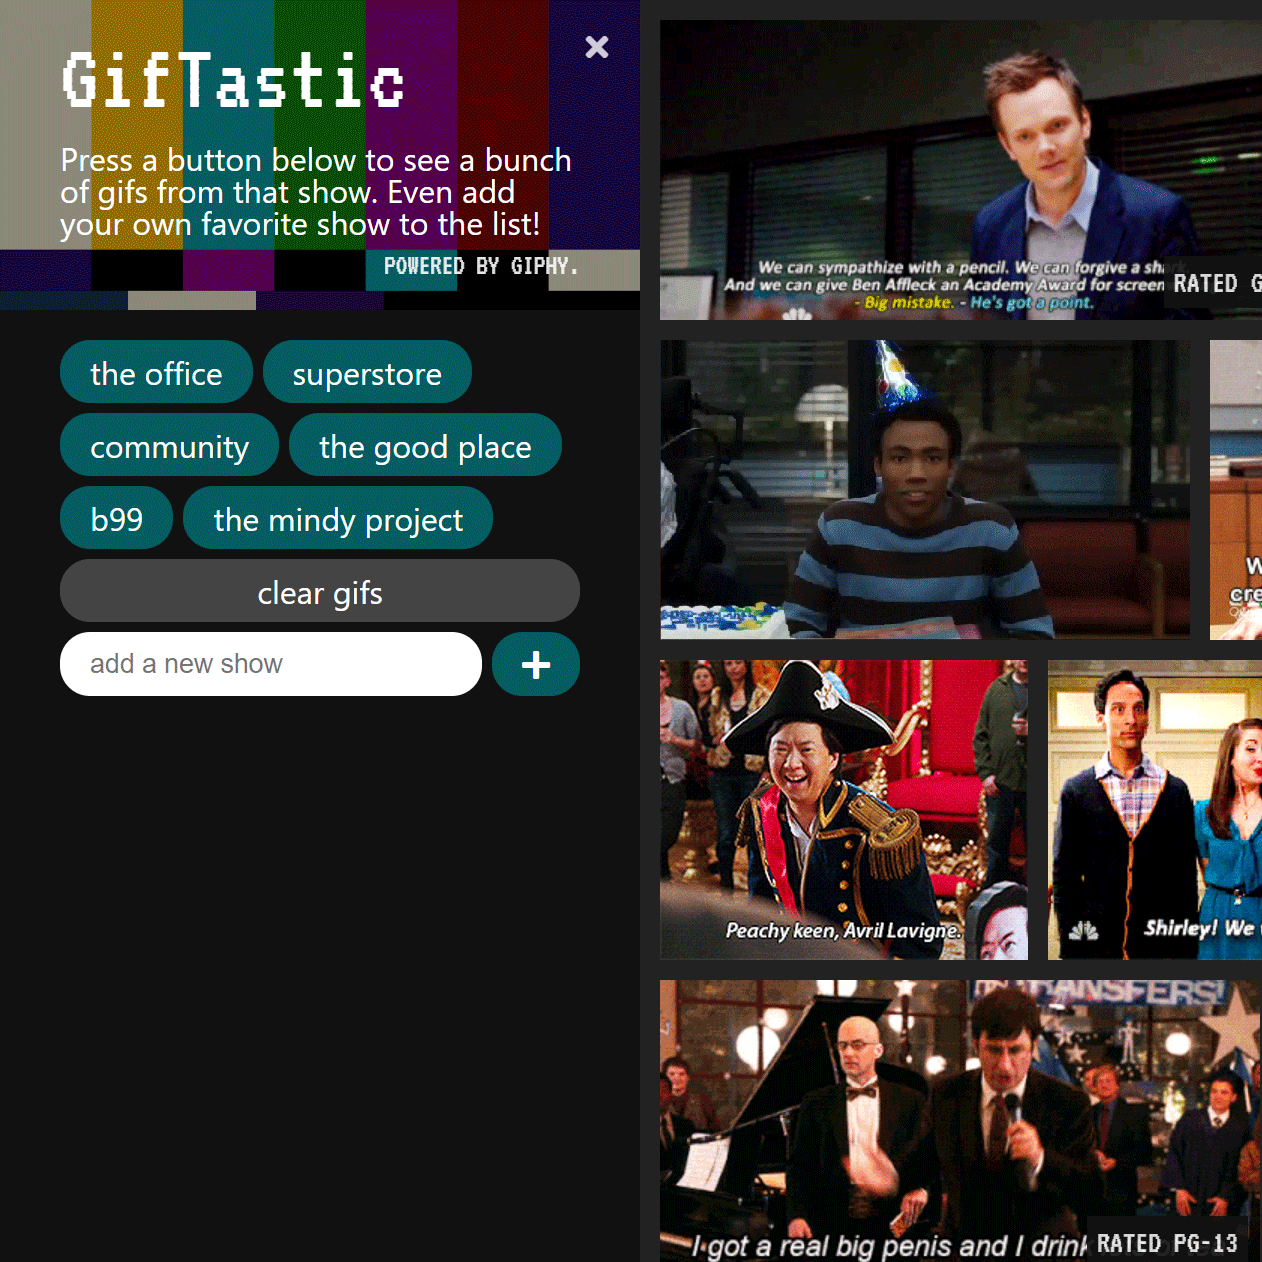 GifTastic
Press a button below to see a bunch
of gifs from that show. Even add
your own favorite show to the list!
POWERED BY GIPHY.
the office
superstore
community
the good place
b99
the mindy project
clear gifs
add a new show
We can sympathize with a pencil. We can forgive a
And we can give Ben Affleck an Academy Award for
- Big mistake. - He's got a point.
RATED G
Peachy keen, Avril Lavigne.
Shirley! We
TRANSFERS!
I got a real big penis and I drink
RATED PG-13